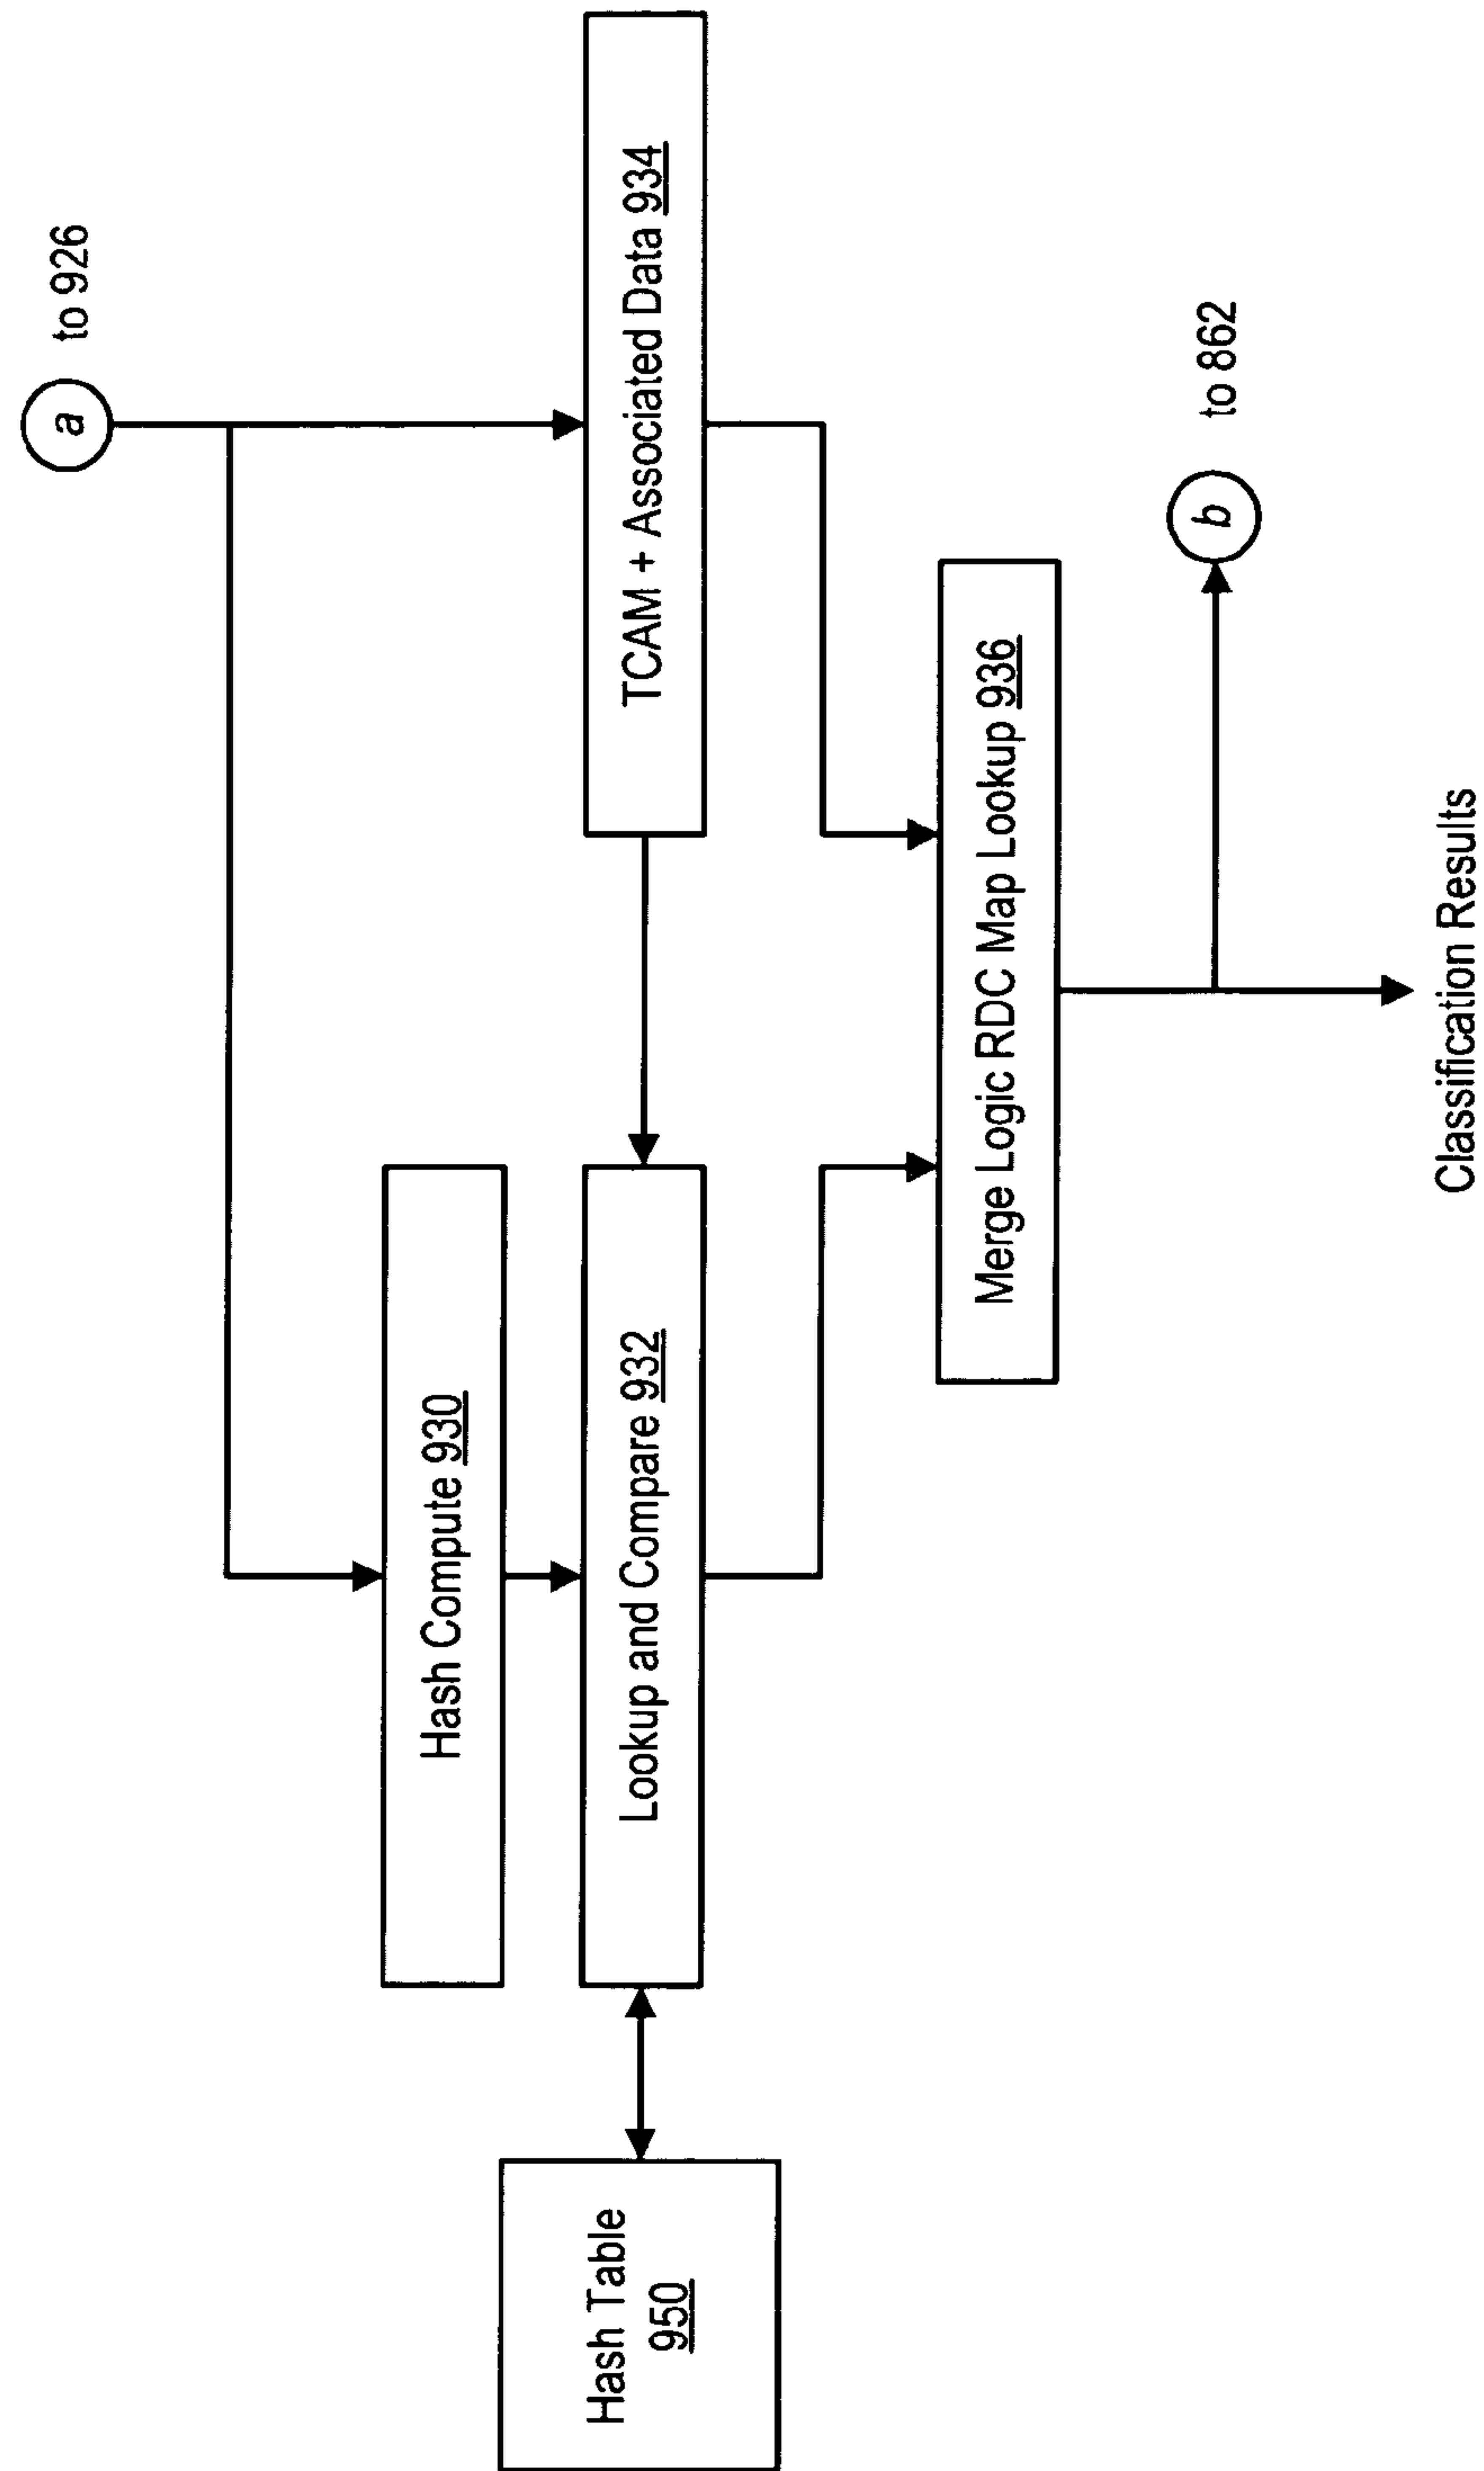 a to 926
Hash Compute 930
Hash Table
950
Lookup and Compare 932
TCAM + Associated Data 934
Merge Logic RDC Map Lookup 936
b to 862
Classification Results